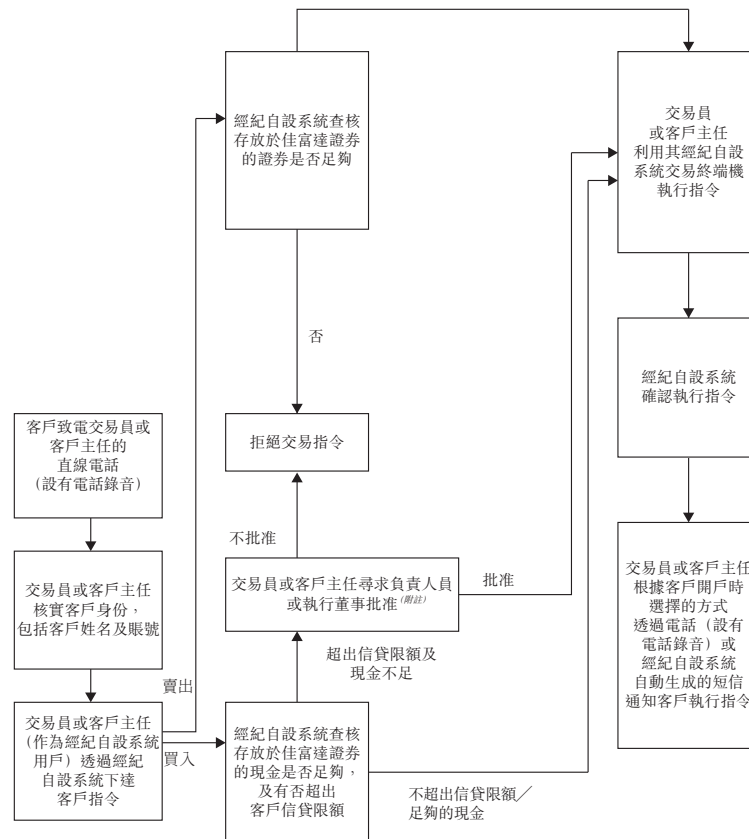 經紀自設系統查核
存放於佳富達證券
的證券是否足夠
交易員
或客戶主任
利用其經紀自設
系統交易終端機
執行指令
否
經紀自設系統
確認執行指令
客戶致電交易員或
客戶主任的
直線電話
(設有電話錄音)
拒絕交易指令
不批准
交易員或客戶主任
核實客戶身份，
包括客戶姓名及賬號
交易員或客戶主任尋求負責人員
或執行董事批准(附註)
批准
交易員或客戶主任
根據客戶開戶時
選擇的方式
透過電話（設有
電話錄音）或
經紀自設系統
自動生成的短信
通知客戶執行指令
超出信貸限額及
現金不足
賣出
交易員或客戶主任
(作為經紀自設系統
用戶）透過經紀
自設系統下達
客戶指令
買入
經紀自設系統查核
存放於佳富達證券
的現金是否足夠，
及有否超出
客戶信貸限額
不超出信貸限額／
足夠的現金